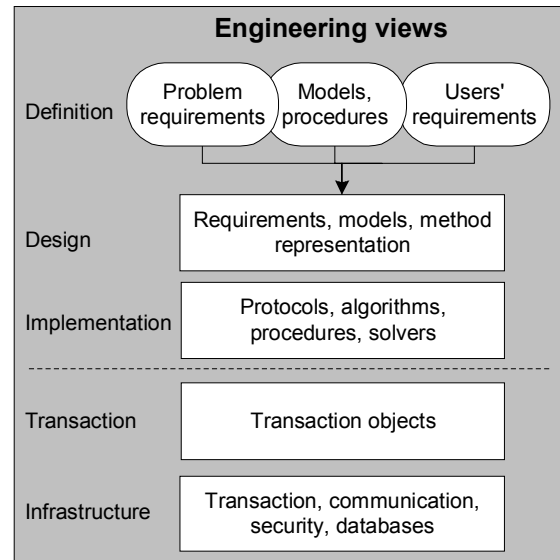 Engineering views
Definition
Problem
requirements
Models,
procedures
Users'
requirements
Design
Requirements, models, method
representation
Implementation
Protocols, algorithms,
procedures, solvers
Transaction
Transaction objects
Infrastructure
Transaction, communication,
security, databases